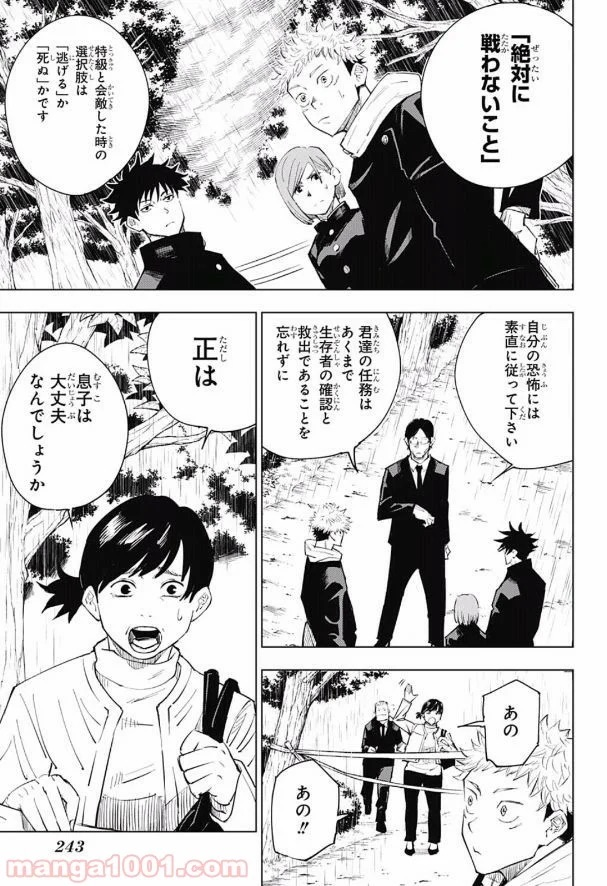 「絶対に
戦わないこと」
特級と会敵した時の
選択肢は
「逃げる」か
「死ぬ」かです
自分の恐怖には
素直に従って下さい
君達の任務は
あくまで
生存者の確認と
救出であることを
忘れずに
あの
あの!!
正は
息子は
大丈夫
なんでしょうか
243
manga1001.com